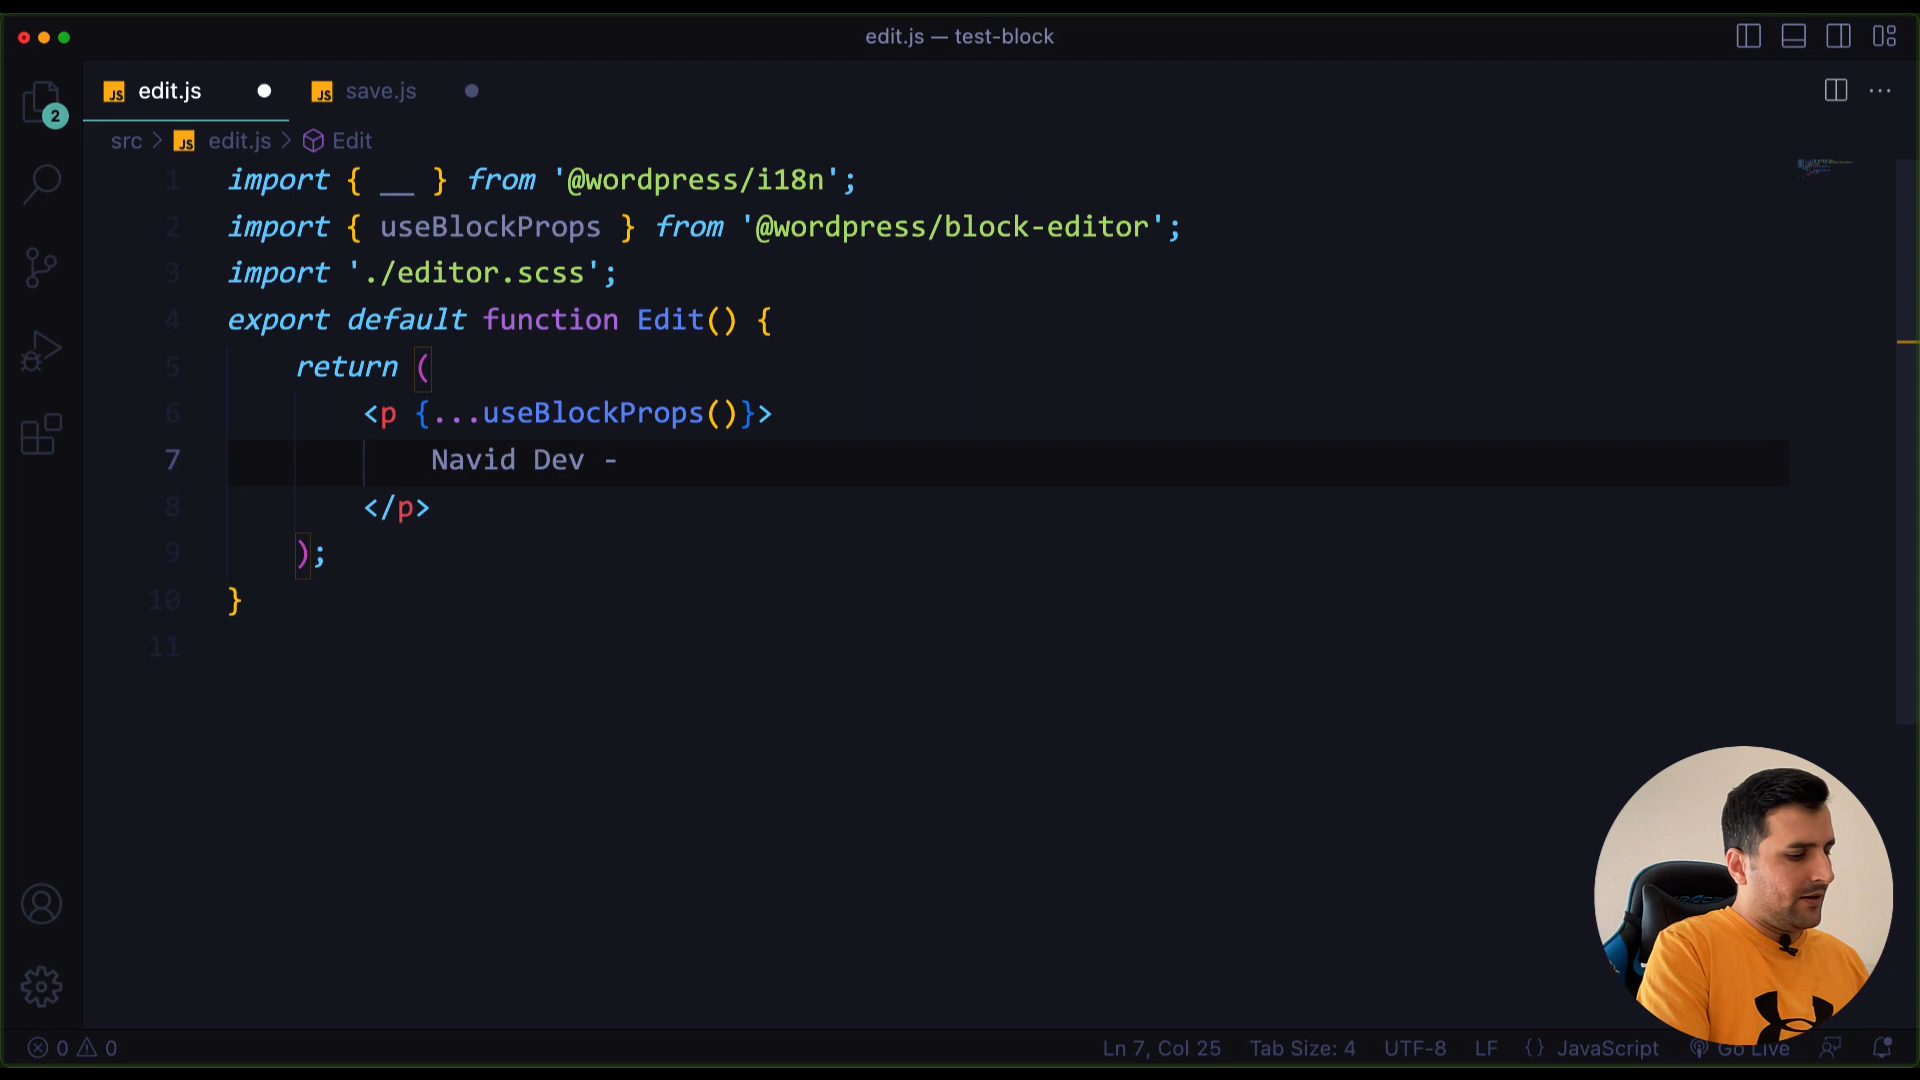 edit.js — test-block
JS edit.js
JS save.js
2
src > JS edit.js > Edit
1 import { __ } from '@wordpress/i18n';
2 import { useBlockProps } from '@wordpress/block-editor';
3 import './editor.scss';
4 export default function Edit() {
5 return (
6 <p {...useBlockProps()}>
7 Navid Dev -
8 </p>
9 );
10 }
11
0 0
Ln 7, Col 25 Tab Size: 4 UTF-8 LF {} JavaScript Go Live